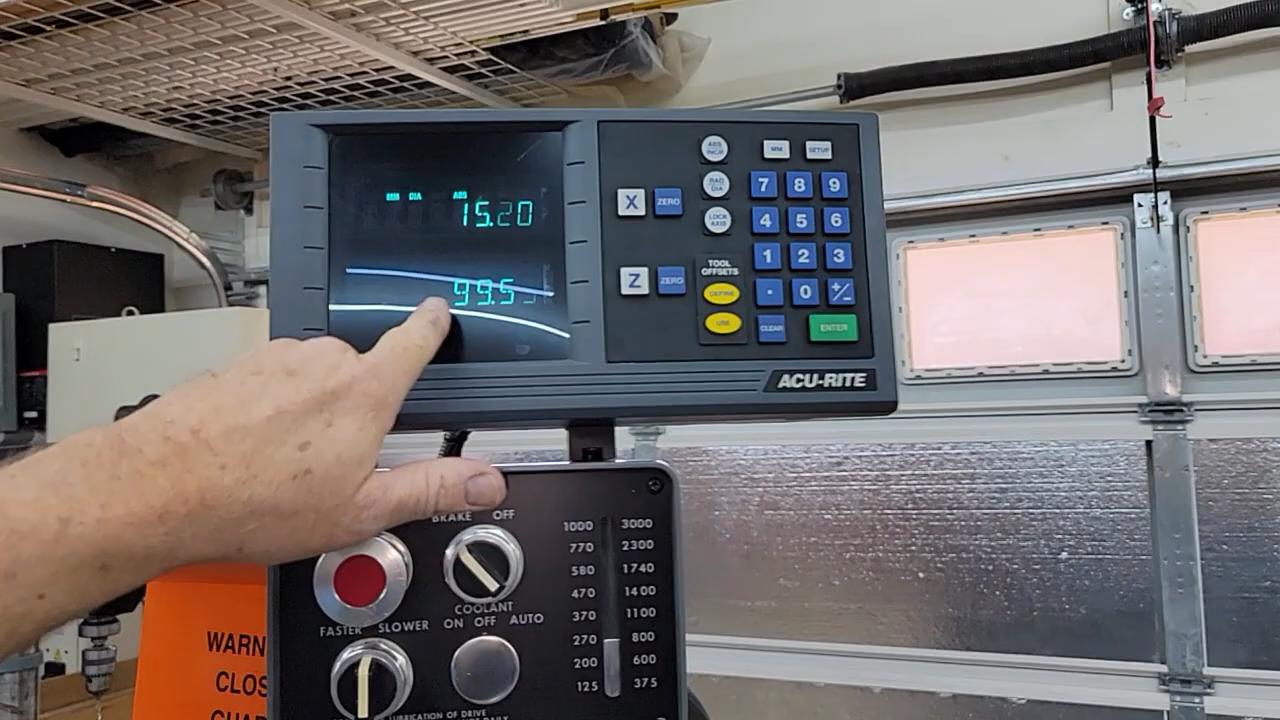 MM DIA ABS
15.20
99.5
ABS
INCR
MM
SETUP
RAD
DIA
7 8 9
X ZERO
LOCK
AXIS
4 5 6
1 2 3
TOOL
OFFSETS
Z ZERO
DEFINE
. 0 +/-
USE
CLEAR
ENTER
ACU-RITE
BRAKE OFF
1000 3000
770 2300
580 1740
470 1400
370 1100
270 800
200 600
125 375
COOLANT
ON OFF AUTO
FASTER SLOWER
WARN
CLOS
LUBRICATION OF DRIVE